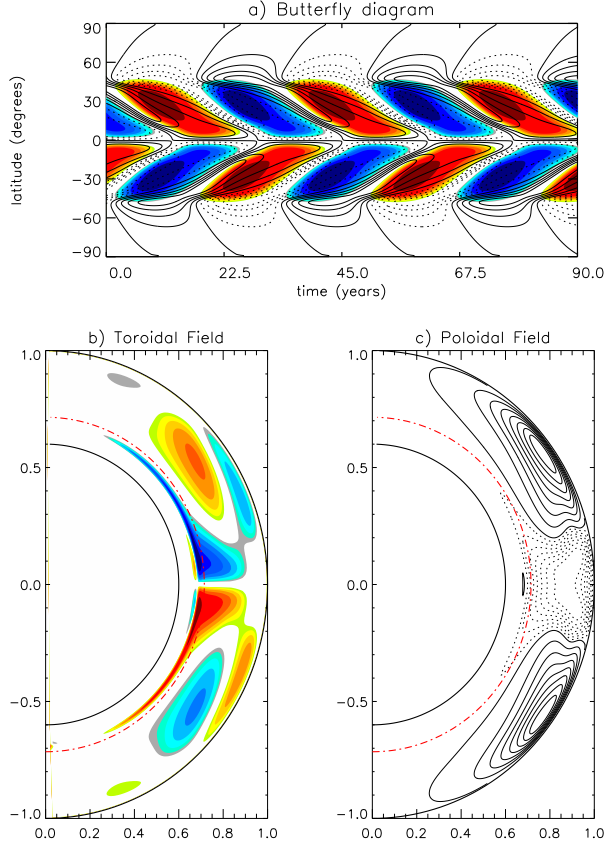 a) Butterfly diagram
90
60
30
0
−30
−60
−90
latitude (degrees)
0.0 22.5 45.0 67.5 90.0
time (years)
b) Toroidal Field
1.0
0.5
0.0
−0.5
−1.0
0.0 0.2 0.4 0.6 0.8 1.0
c) Poloidal Field
1.0
0.5
0.0
−0.5
−1.0
0.0 0.2 0.4 0.6 0.8 1.0